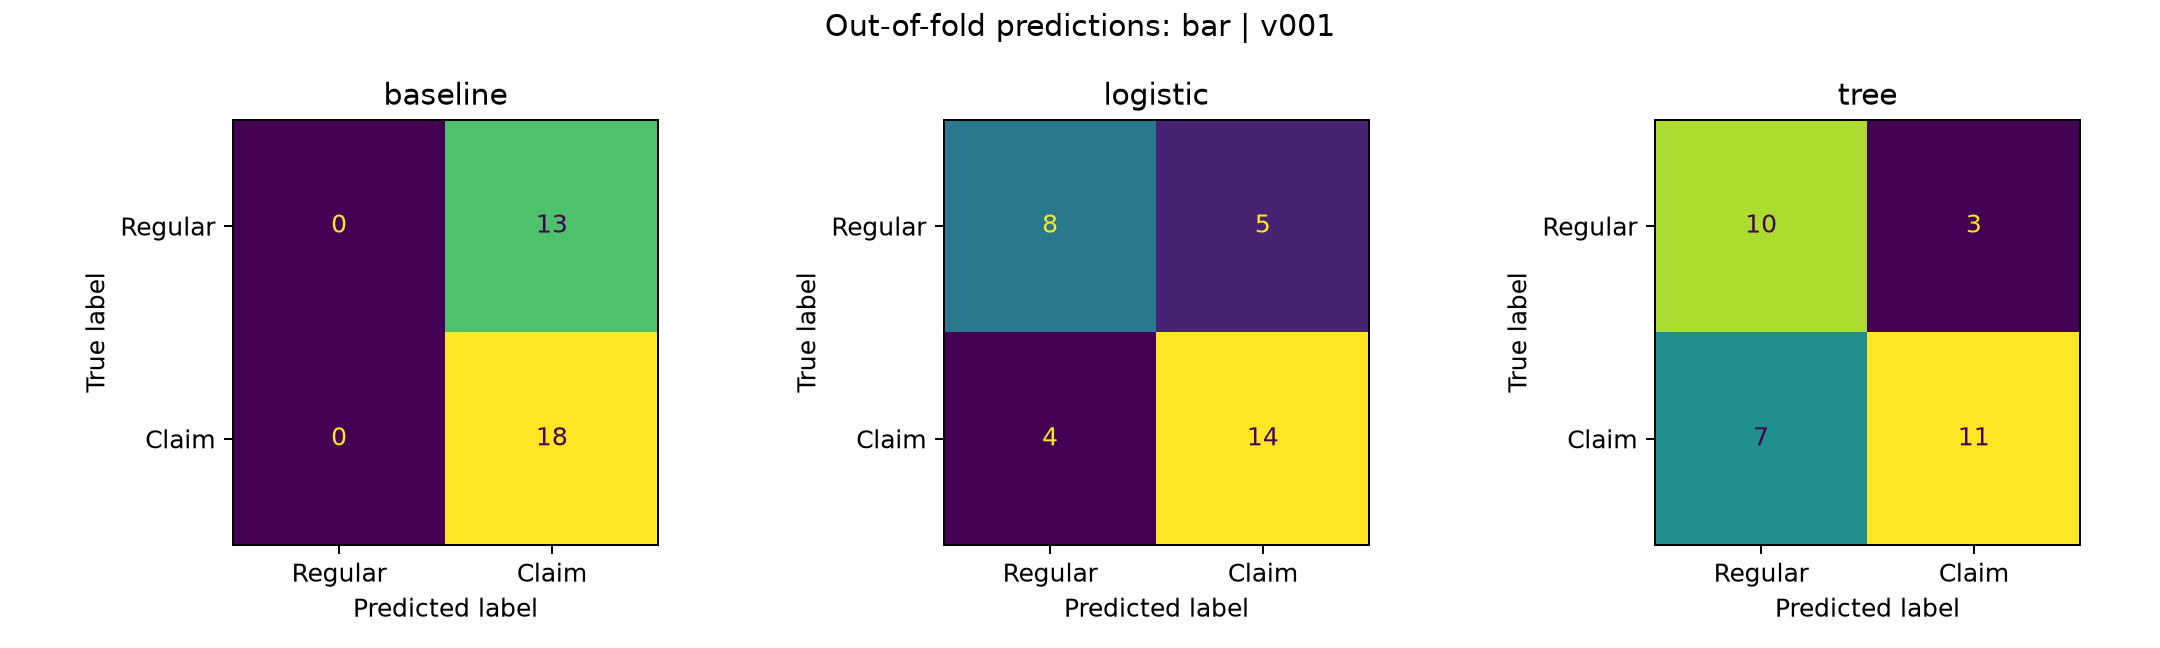 Out-of-fold predictions: bar | v001
baseline
True label
Regular
Claim
0
13
0
18
Regular
Claim
Predicted label
logistic
True label
Regular
Claim
8
5
4
14
Regular
Claim
Predicted label
tree
True label
Regular
Claim
10
3
7
11
Regular
Claim
Predicted label